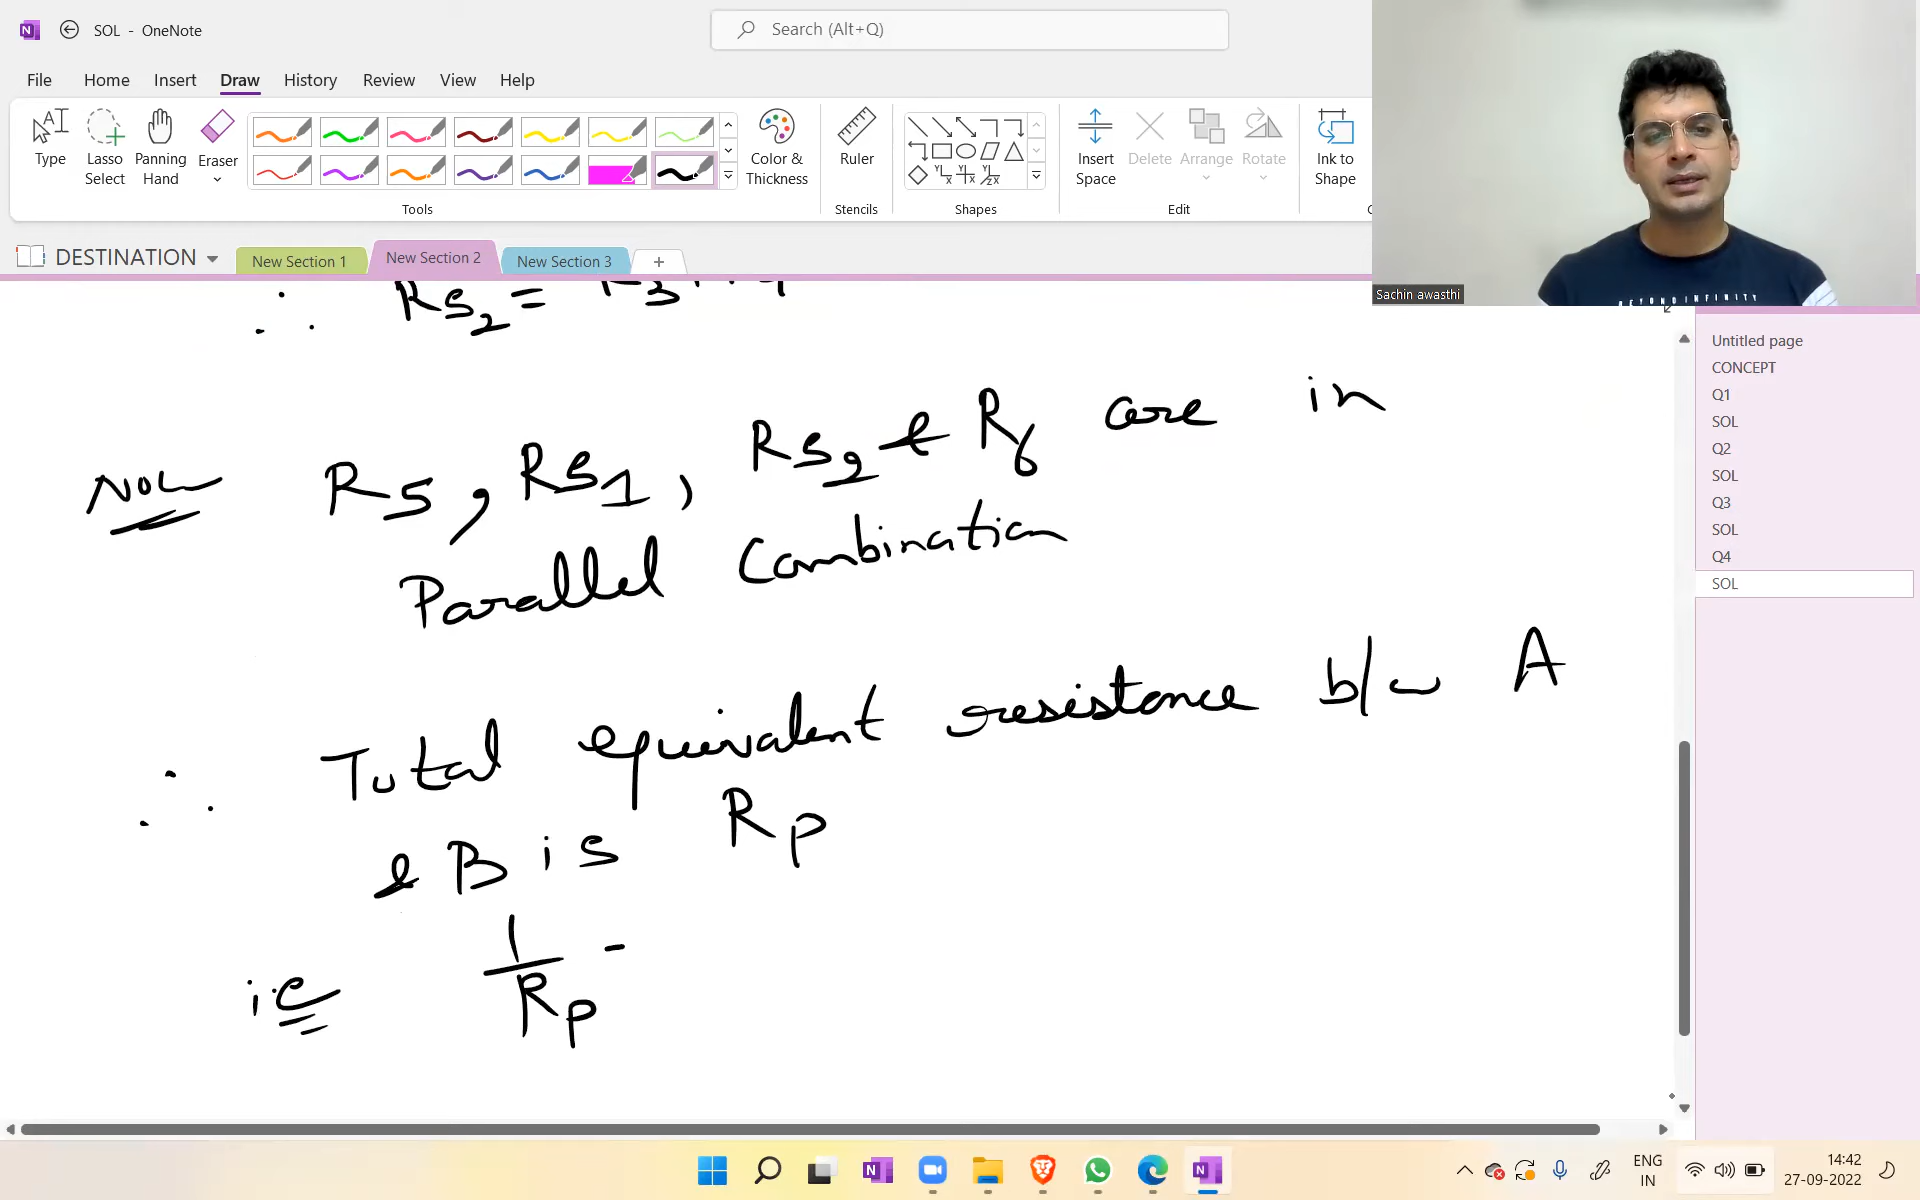 SOL - OneNote
Search (Alt+Q)
File Home Insert Draw History Review View Help
Type
Lasso Select
Panning Hand
Eraser
Color & Thickness
Ruler
Insert Space
Delete
Arrange
Rotate
Ink to Shape
Tools
Stencils
Shapes
Edit
DESTINATION
New Section 1
New Section 2
New Section 3
Sachin awasthi
BEYONDINFINITY
Untitled page
CONCEPT
Q1
SOL
Q2
SOL
Q3
SOL
Q4
SOL
∴ RS2 =
Now R5, RS1, RS2 & R6 are in
Parallel Combination
∴ Total equivalent resistance b/w A
& B is Rp
i.e 1/Rp -
ENG
IN
14:42
27-09-2022